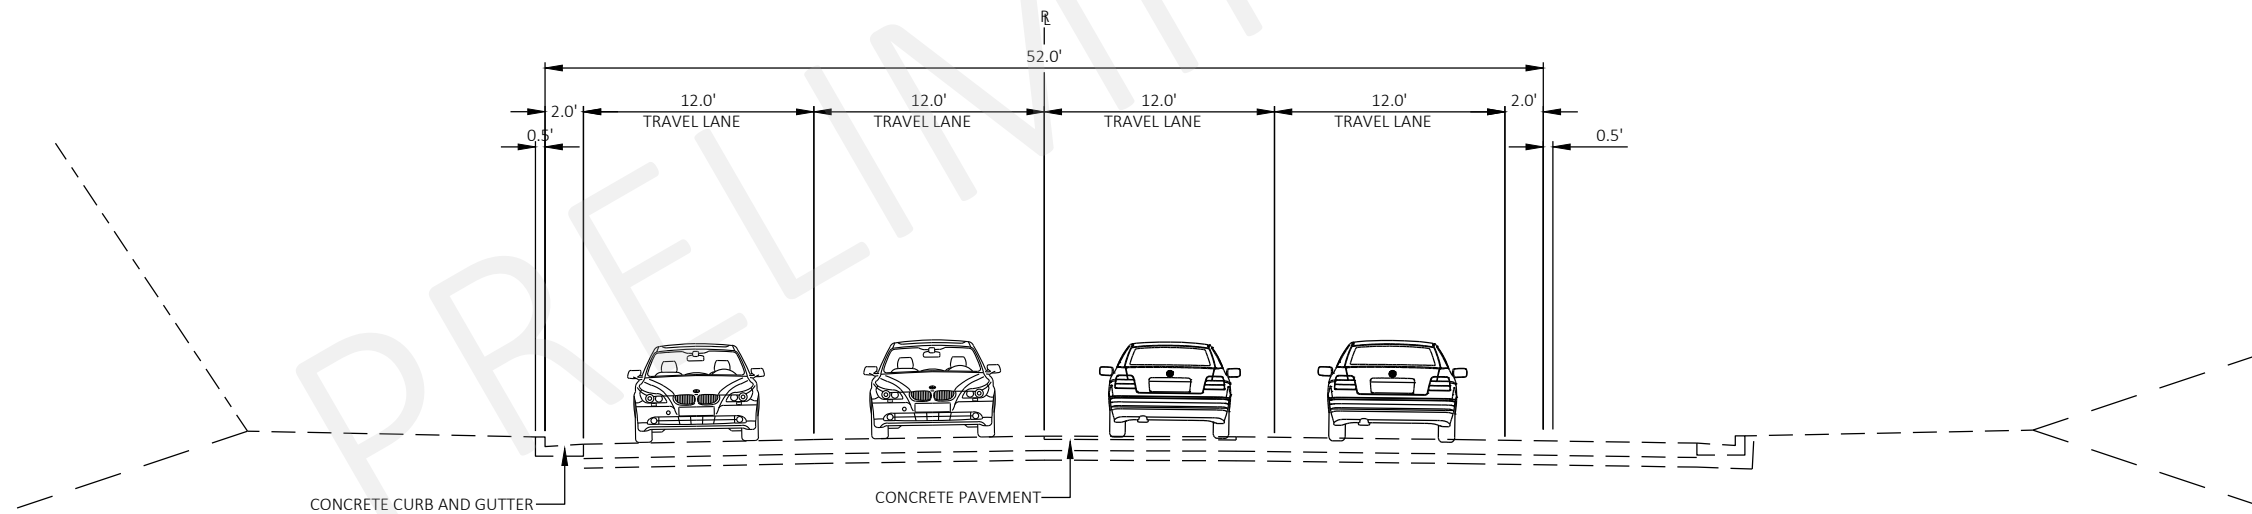 ℞
52.0'
2.0'
12.0'
TRAVEL LANE
12.0'
TRAVEL LANE
12.0'
TRAVEL LANE
12.0'
TRAVEL LANE
2.0'
0.5'
0.5'
CONCRETE CURB AND GUTTER
CONCRETE PAVEMENT
PRELIMI